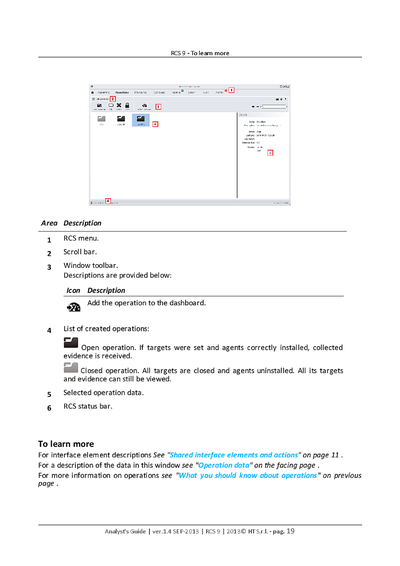 RCS 9 - To learn more
1
2
3
4
5
6
Area Description
1 RCS menu.
2 Scroll bar.
3 Window toolbar.
Descriptions are provided below:
Icon Description
Add the operation to the dashboard.
4 List of created operations:
Open operation. If targets were set and agents correctly installed, collected
evidence is received.
Closed operation. All targets are closed and agents uninstalled. All its targets
and evidence can still be viewed.
5 Selected operation data.
6 RCS status bar.
To learn more
For interface element descriptions See "Shared interface elements and actions" on page 11 .
For a description of the data in this window see "Operation data" on the facing page .
For more information on operations see "What you should know about operations" on previous
page .
Analyst's Guide | ver.1.4 SEP-2013 | RCS 9 | 2013© HT S.r.l. - pag. 19